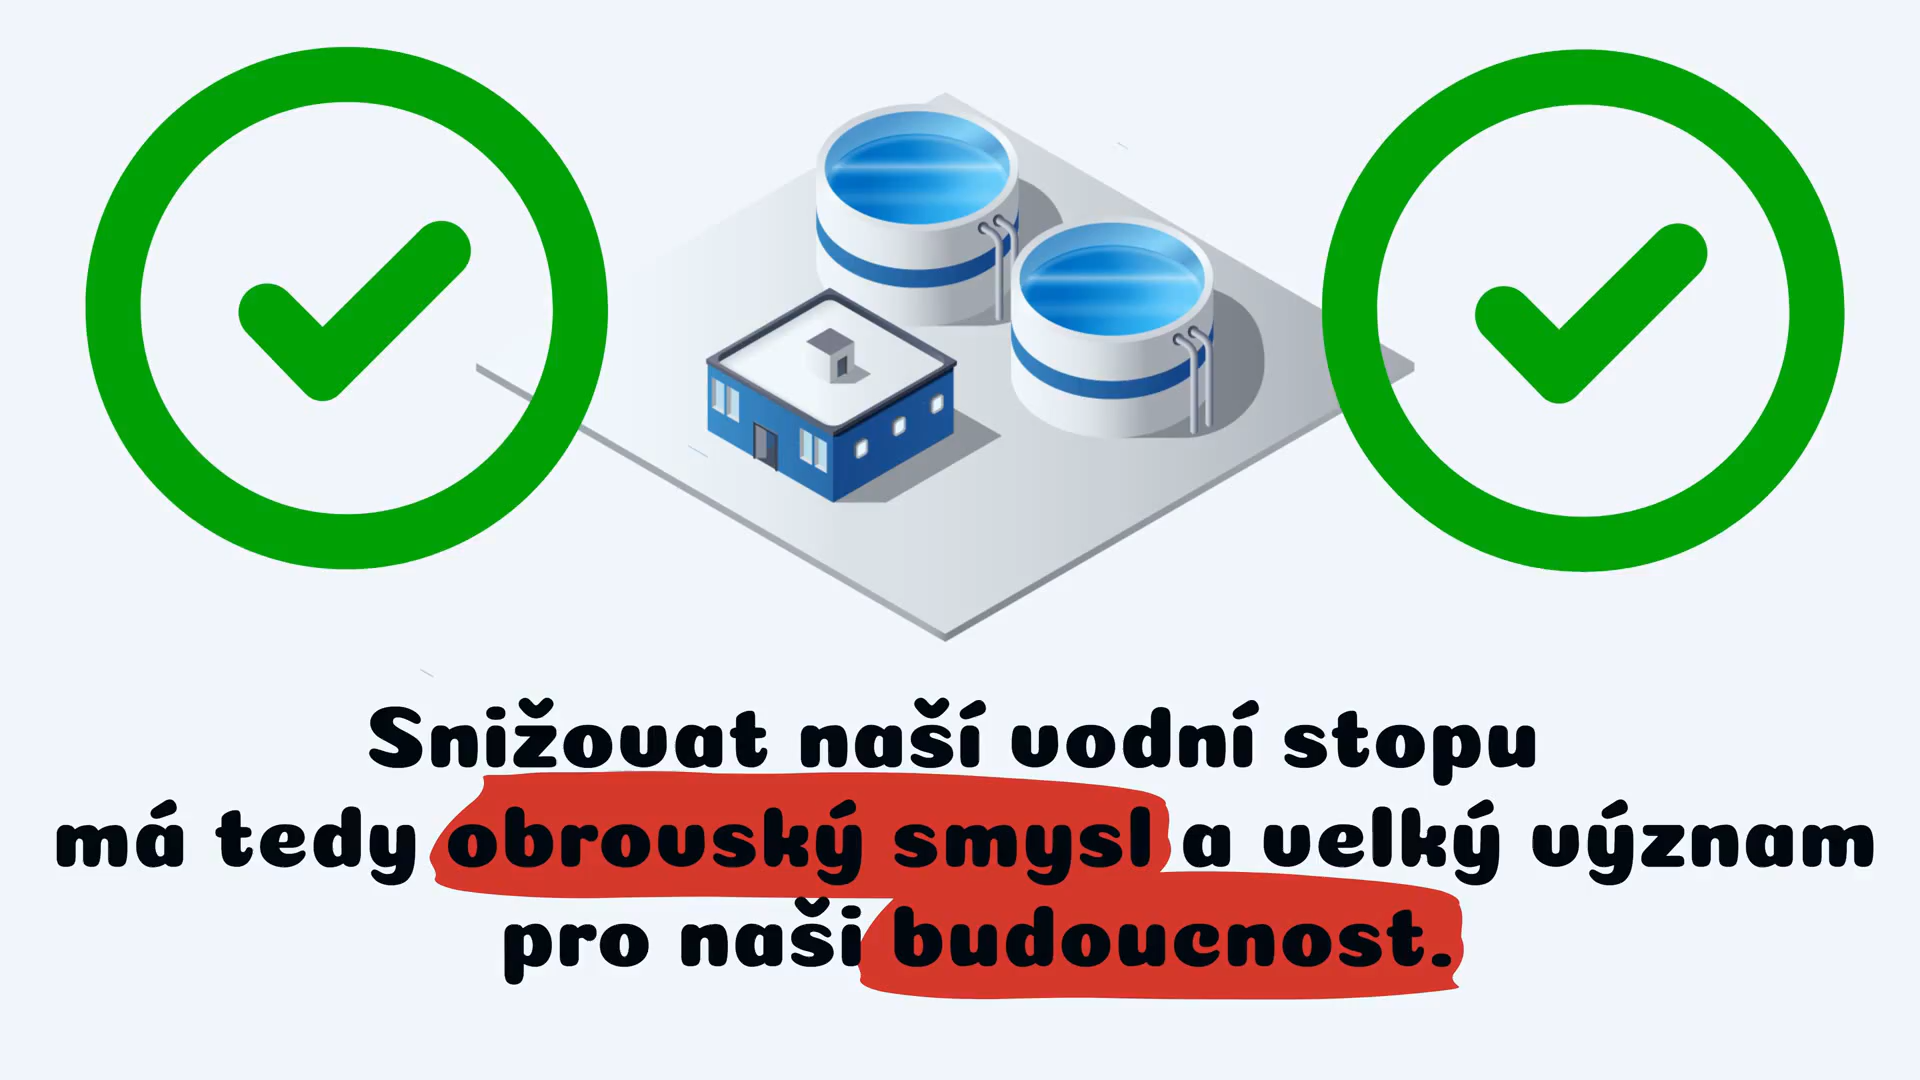 Snižovat naší vodní stopu
má tedy obrovský smysl a velký význam
pro naši budoucnost.